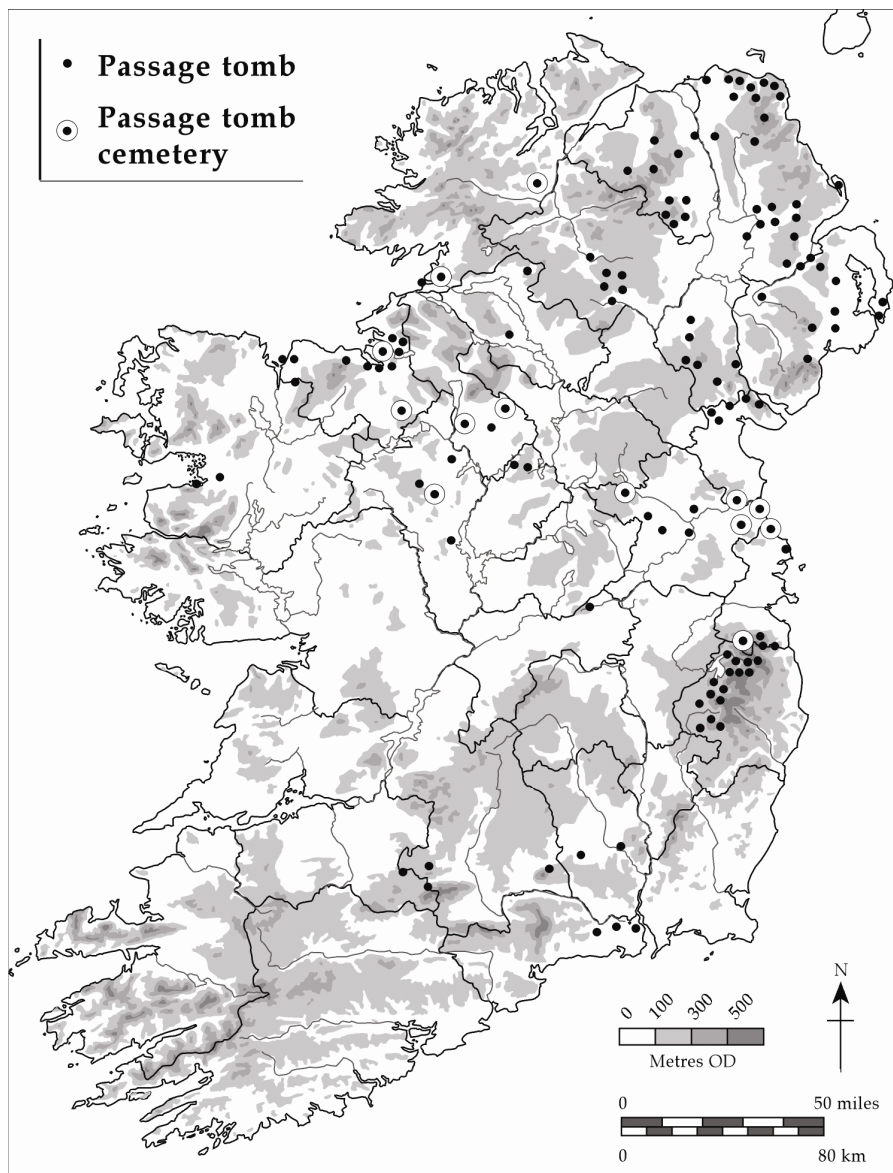 Passage tomb
Passage tomb
cemetery
N
0 100 300 500
Metres OD
0 50 miles
0 80 km